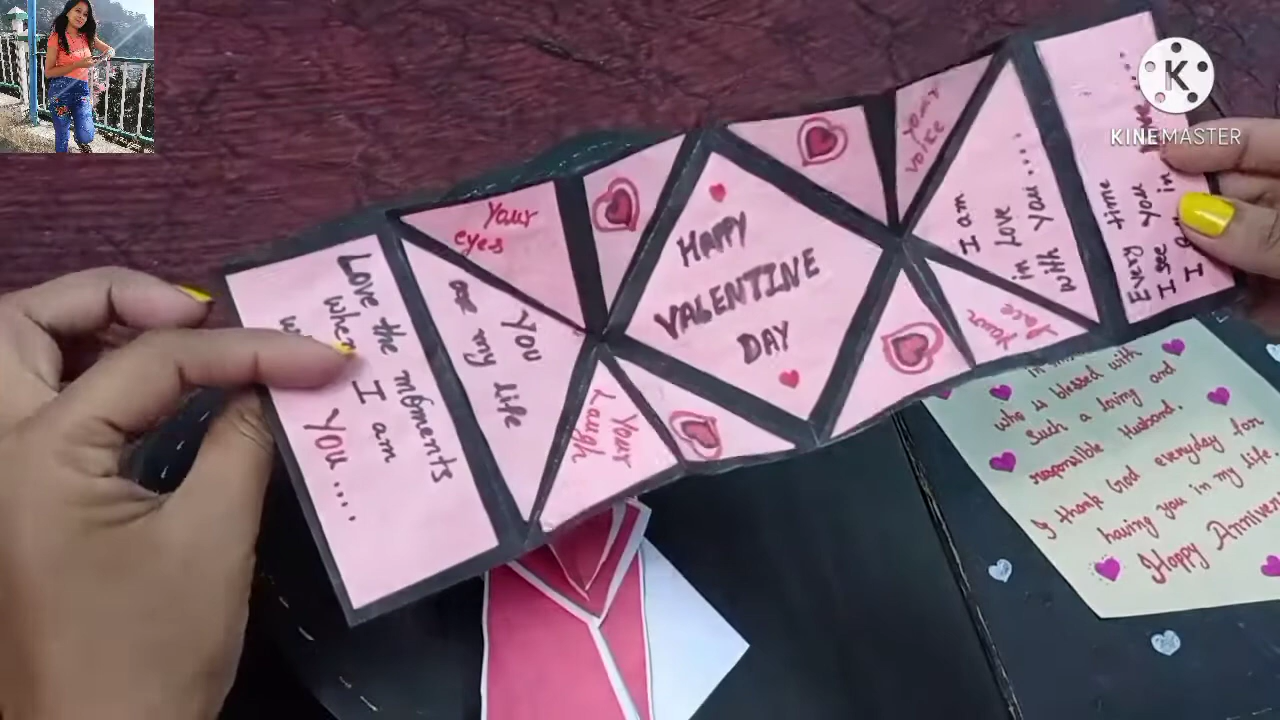 Love the moments
when I am
YOU....
YOU
are my life
Your
eyes
Your
Laugh
HAPPY
VALENTINE
DAY
your
voice
I am
in Love
with you....
Your
face
Every time
I see you
I
in
KINEMASTER
K
who is blessed with
such a loving and
responsible Husband.
I thank God everyday for
having you in my life.
Happy Anniver